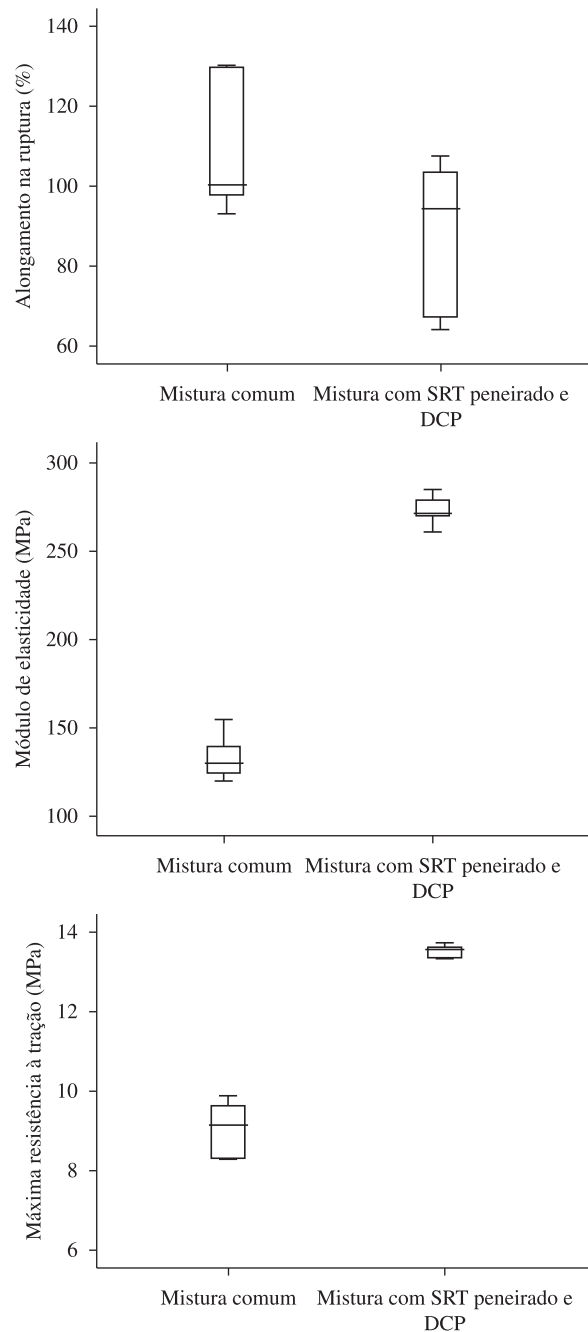 140
120
100
80
60
Alongamento na ruptura (%)
Mistura comum
Mistura com SRT peneirado e
DCP
300
250
200
150
100
Módulo de elasticidade (MPa)
Mistura comum
Mistura com SRT peneirado e
DCP
14
12
10
8
6
Máxima resistência à tração (MPa)
Mistura comum
Mistura com SRT peneirado e
DCP